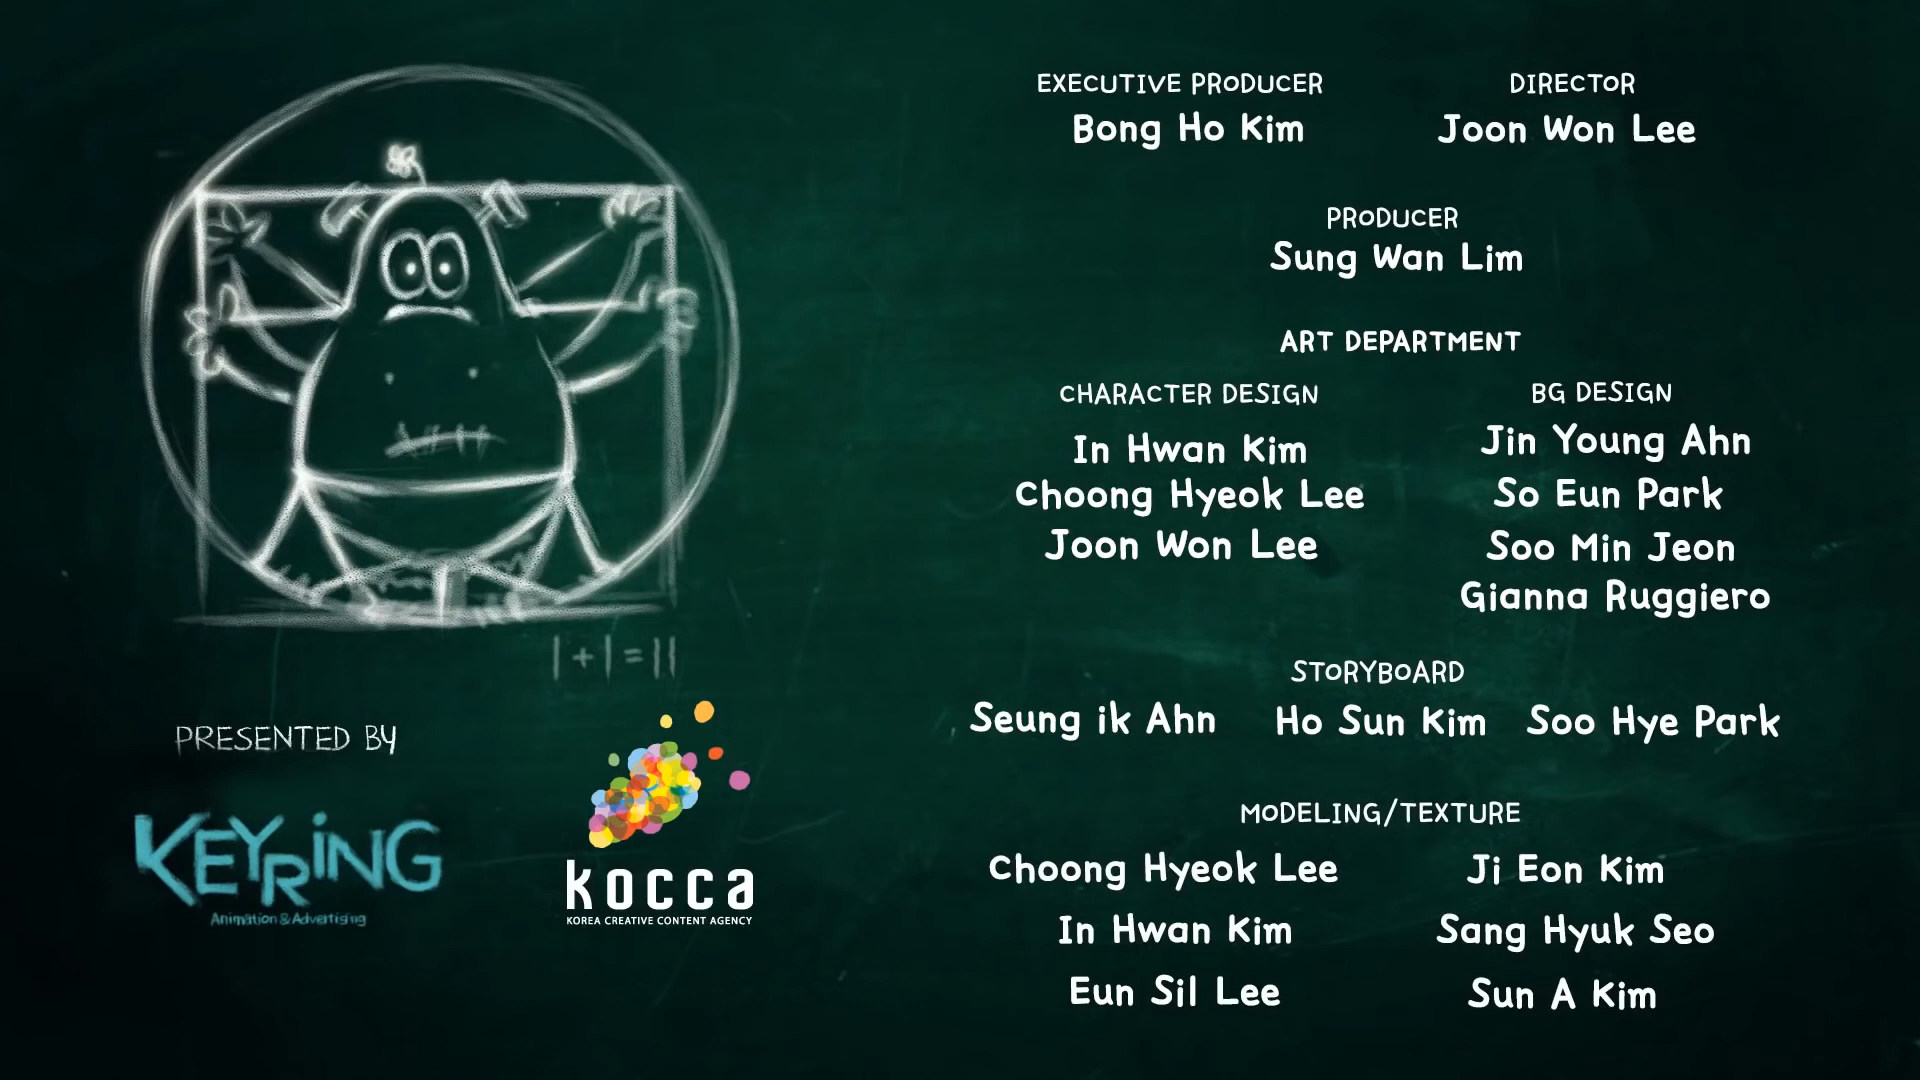 EXECUTIVE PRODUCER
Bong Ho Kim
DIRECTOR
Joon Won Lee
PRODUCER
Sung Wan Lim
ART DEPARTMENT
CHARACTER DESIGN
In Hwan Kim
Choong Hyeok Lee
Joon Won Lee
BG DESIGN
Jin Young Ahn
So Eun Park
Soo Min Jeon
Gianna Ruggiero
STORYBOARD
Seung ik Ahn Ho Sun Kim Soo Hye Park
MODELING/TEXTURE
Choong Hyeok Lee Ji Eon Kim
In Hwan Kim Sang Hyuk Seo
Eun Sil Lee Sun A Kim
1+1=11
PRESENTED BY
KEYRING
Animation & Advertising
kocca
KOREA CREATIVE CONTENT AGENCY